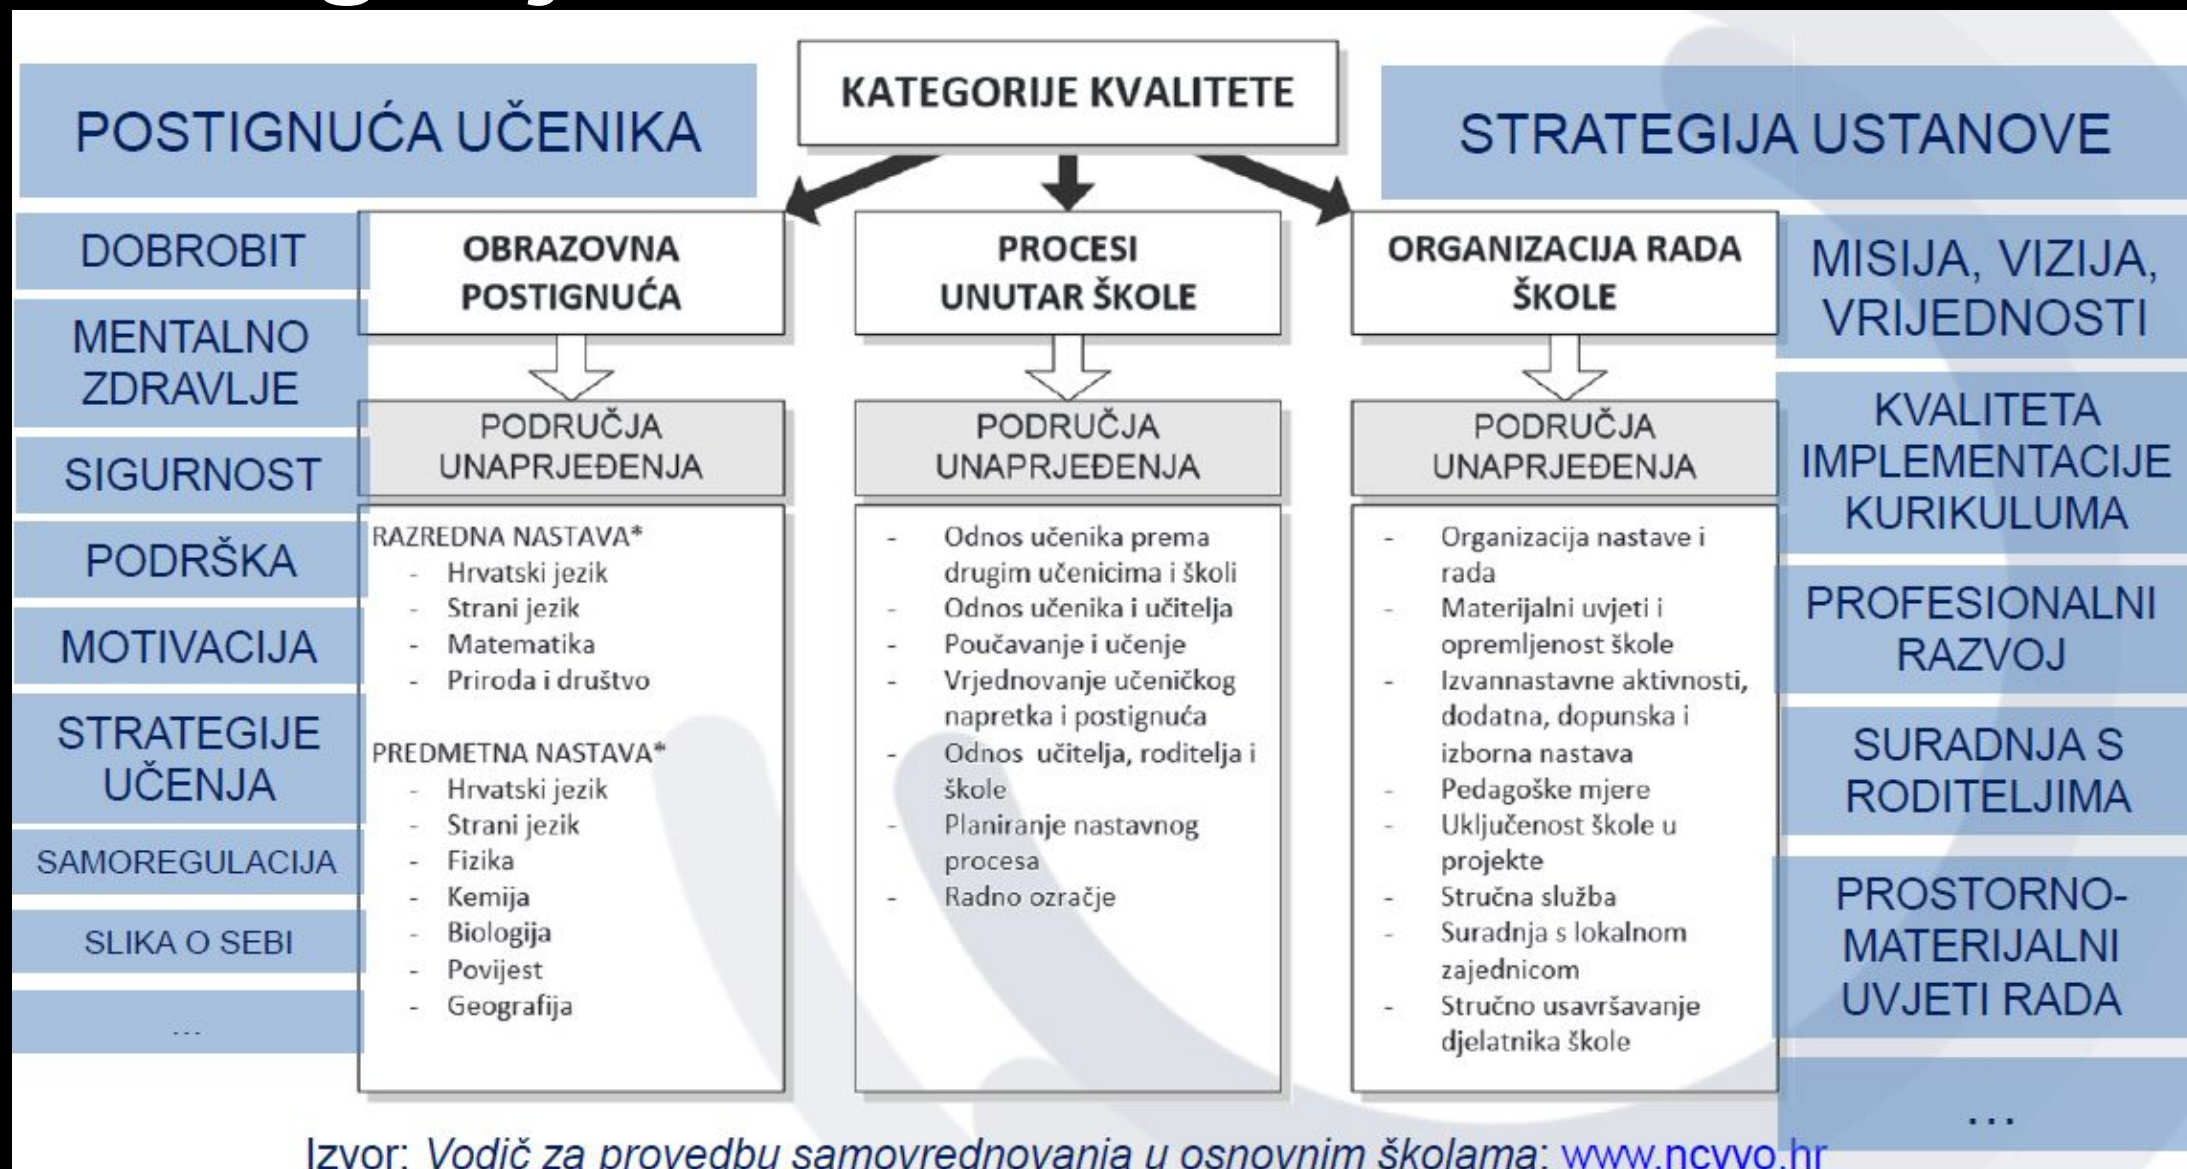 KATEGORIJE KVALITETE
POSTIGNUĆA UČENIKA
STRATEGIJA USTANOVE
DOBROBIT
MENTALNO
ZDRAVLJE
SIGURNOST
PODRŠKA
MOTIVACIJA
STRATEGIJE
UČENJA
SAMOREGULACIJA
SLIKA O SEBI
...
OBRAZOVNA
POSTIGNUĆA
PODRUČJA
UNAPRJEĐENJA
RAZREDNA NASTAVA*
- Hrvatski jezik
- Strani jezik
- Matematika
- Priroda i društvo
PREDMETNA NASTAVA*
- Hrvatski jezik
- Strani jezik
- Fizika
- Kemija
- Biologija
- Povijest
- Geografija
PROCESI
UNUTAR ŠKOLE
PODRUČJA
UNAPRJEĐENJA
- Odnos učenika prema
drugim učenicima i školi
- Odnos učenika i učitelja
- Poučavanje i učenje
- Vrjednovanje učeničkog
napretka i postignuća
- Odnos učitelja, roditelja i
škole
- Planiranje nastavnog
procesa
- Radno ozračje
ORGANIZACIJA RADA
ŠKOLE
PODRUČJA
UNAPRJEĐENJA
- Organizacija nastave i
rada
- Materijalni uvjeti i
opremljenost škole
- Izvannastavne aktivnosti,
dodatna, dopunska i
izborna nastava
- Pedagoške mjere
- Uključenost škole u
projekte
- Stručna služba
- Suradnja s lokalnom
zajednicom
- Stručno usavršavanje
djelatnika škole
MISIJA, VIZIJA,
VRIJEDNOSTI
KVALITETA
IMPLEMENTACIJE
KURIKULUMA
PROFESIONALNI
RAZVOJ
SURADNJA S
RODITELJIMA
PROSTORNO-
MATERIJALNI
UVJETI RADA
...
Izvor: Vodič za provedbu samovrednovanja u osnovnim školama: www.ncvvo.hr